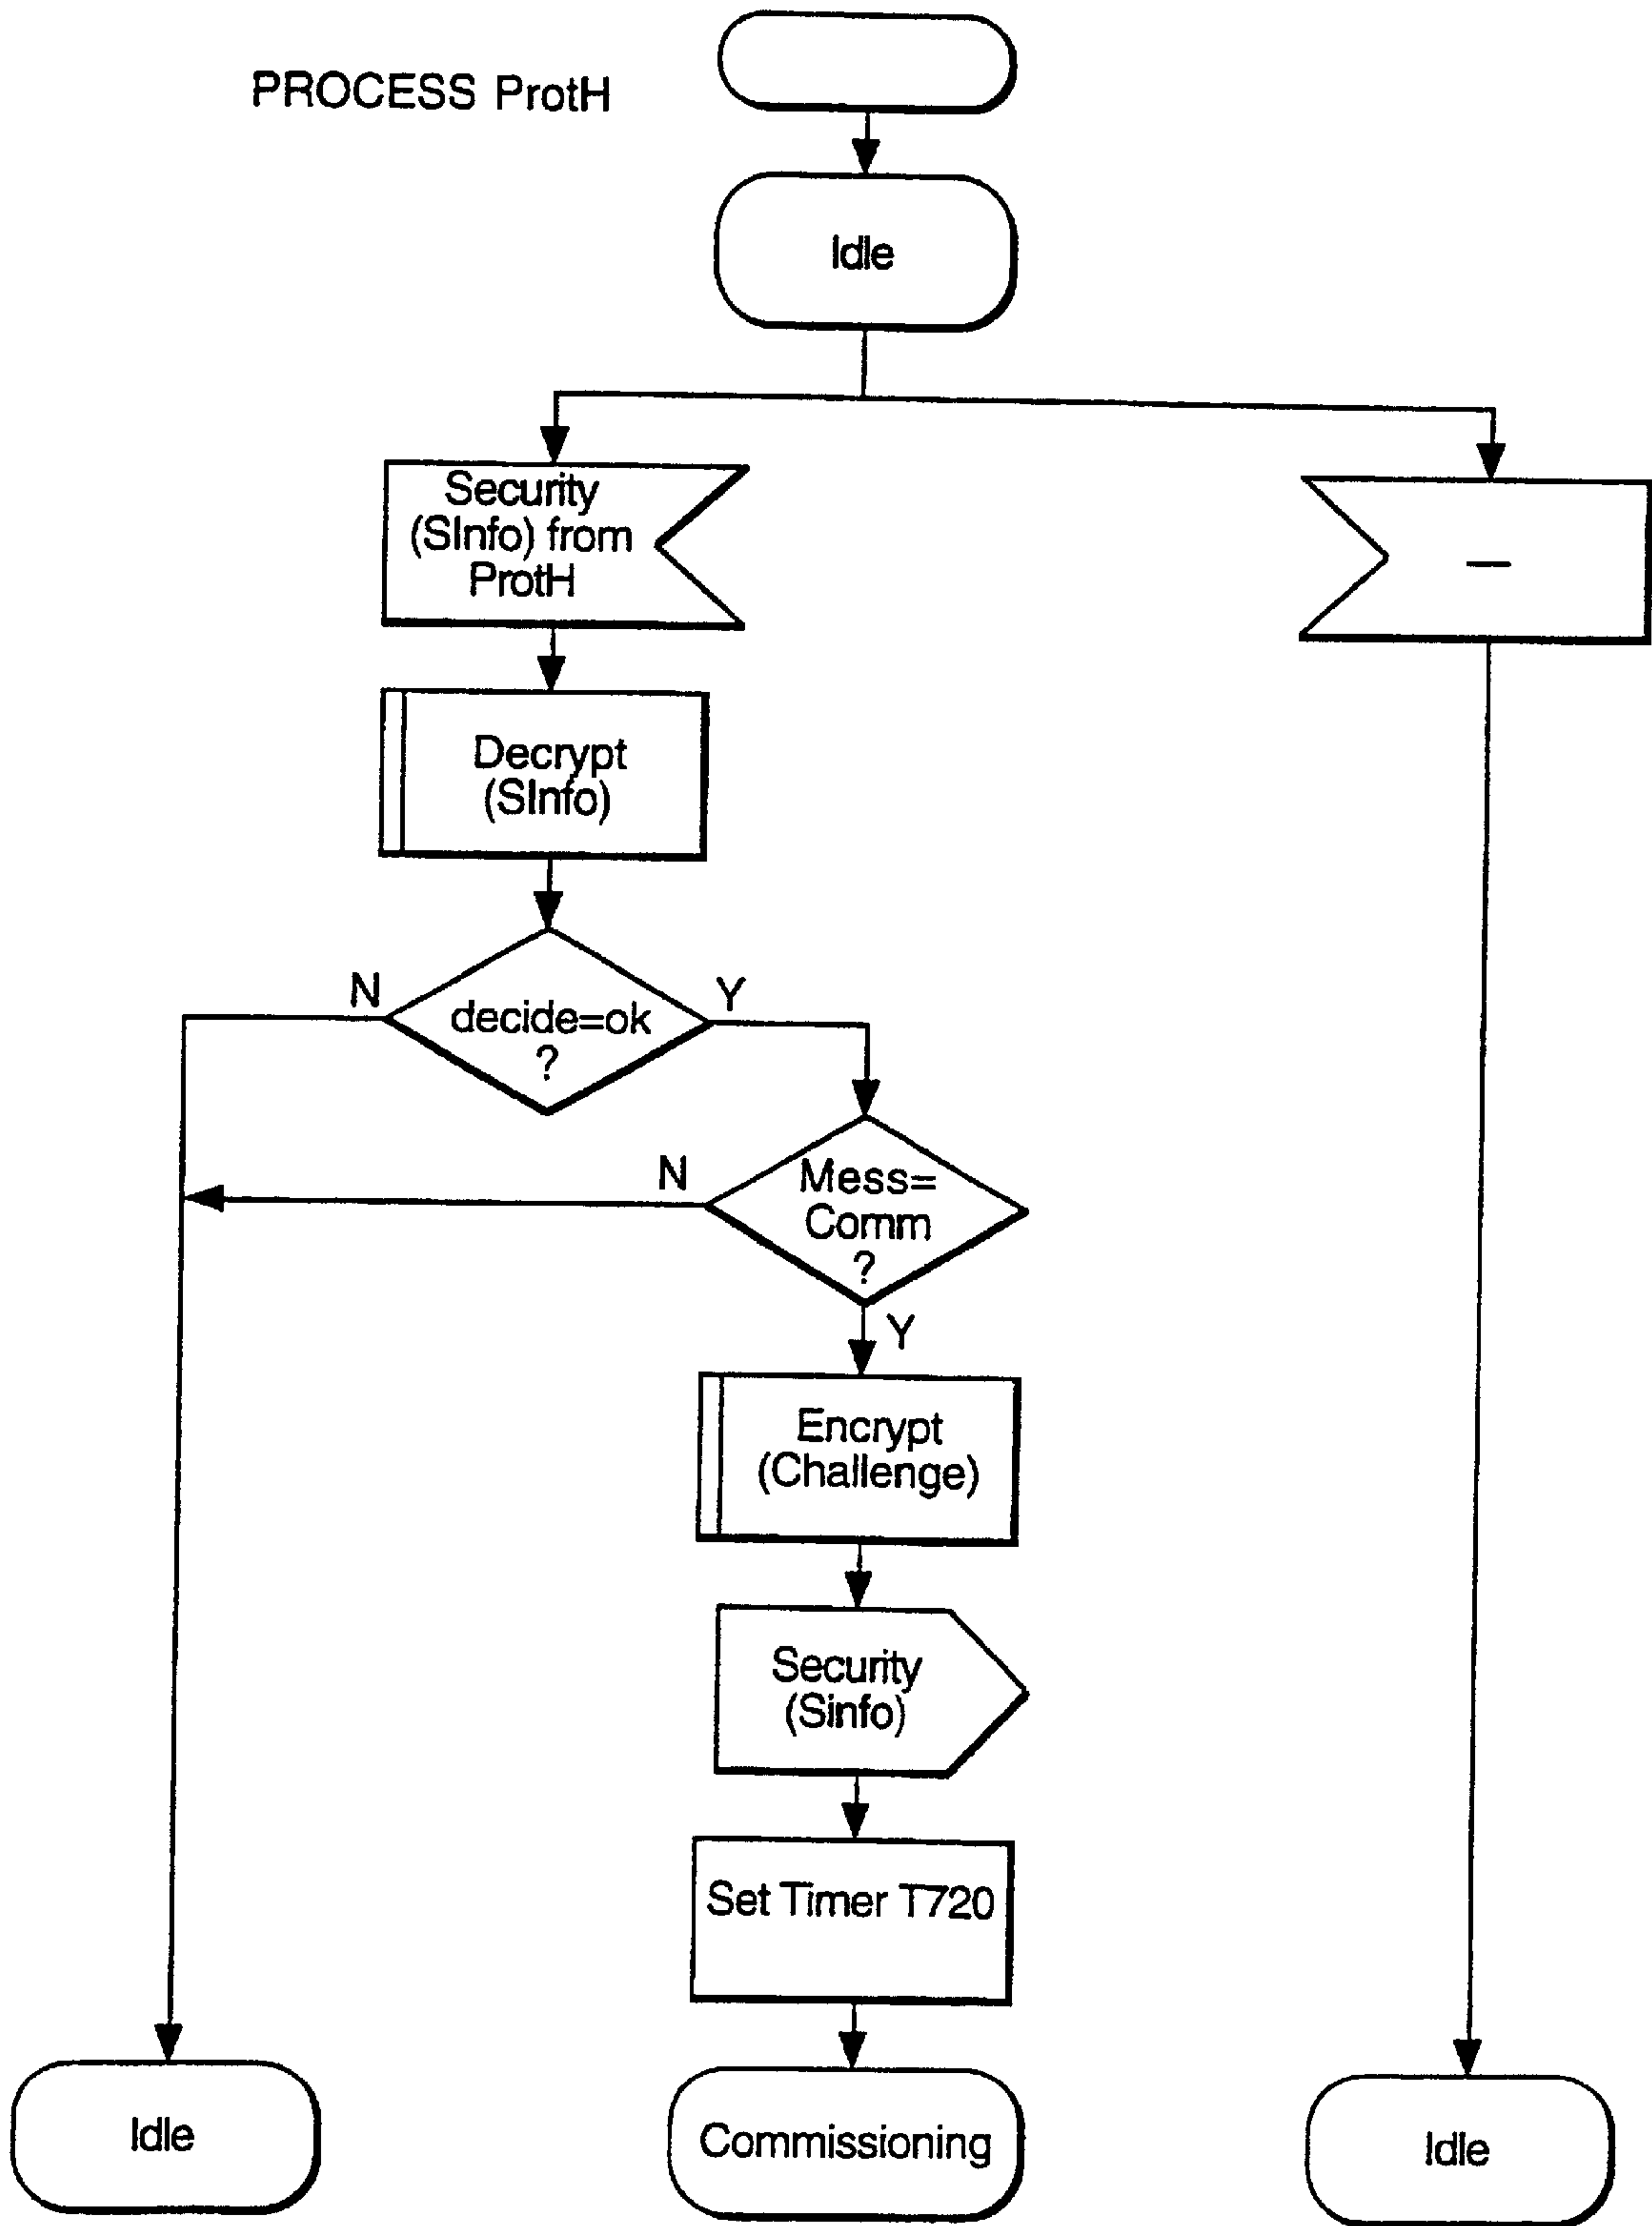 PROCESS ProtH
Idle
Security
(SInfo) from
ProtH
—
Decrypt
(SInfo)
N
Y
decide=ok
?
N
Mess=
Comm
?
Y
Encrypt
(Challenge)
Security
(Sinfo)
Set Timer T720
Idle
Commissioning
Idle